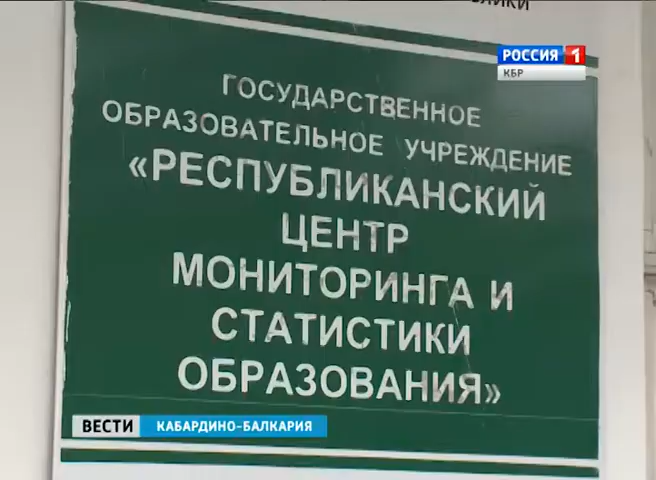 РОССИЯ 1
КБР
ГОСУДАРСТВЕННОЕ
ОБРАЗОВАТЕЛЬНОЕ УЧРЕЖДЕНИЕ
«РЕСПУБЛИКАНСКИЙ
ЦЕНТР
МОНИТОРИНГА И
СТАТИСТИКИ
ОБРАЗОВАНИЯ»
ВЕСТИ КАБАРДИНО-БАЛКАРИЯ